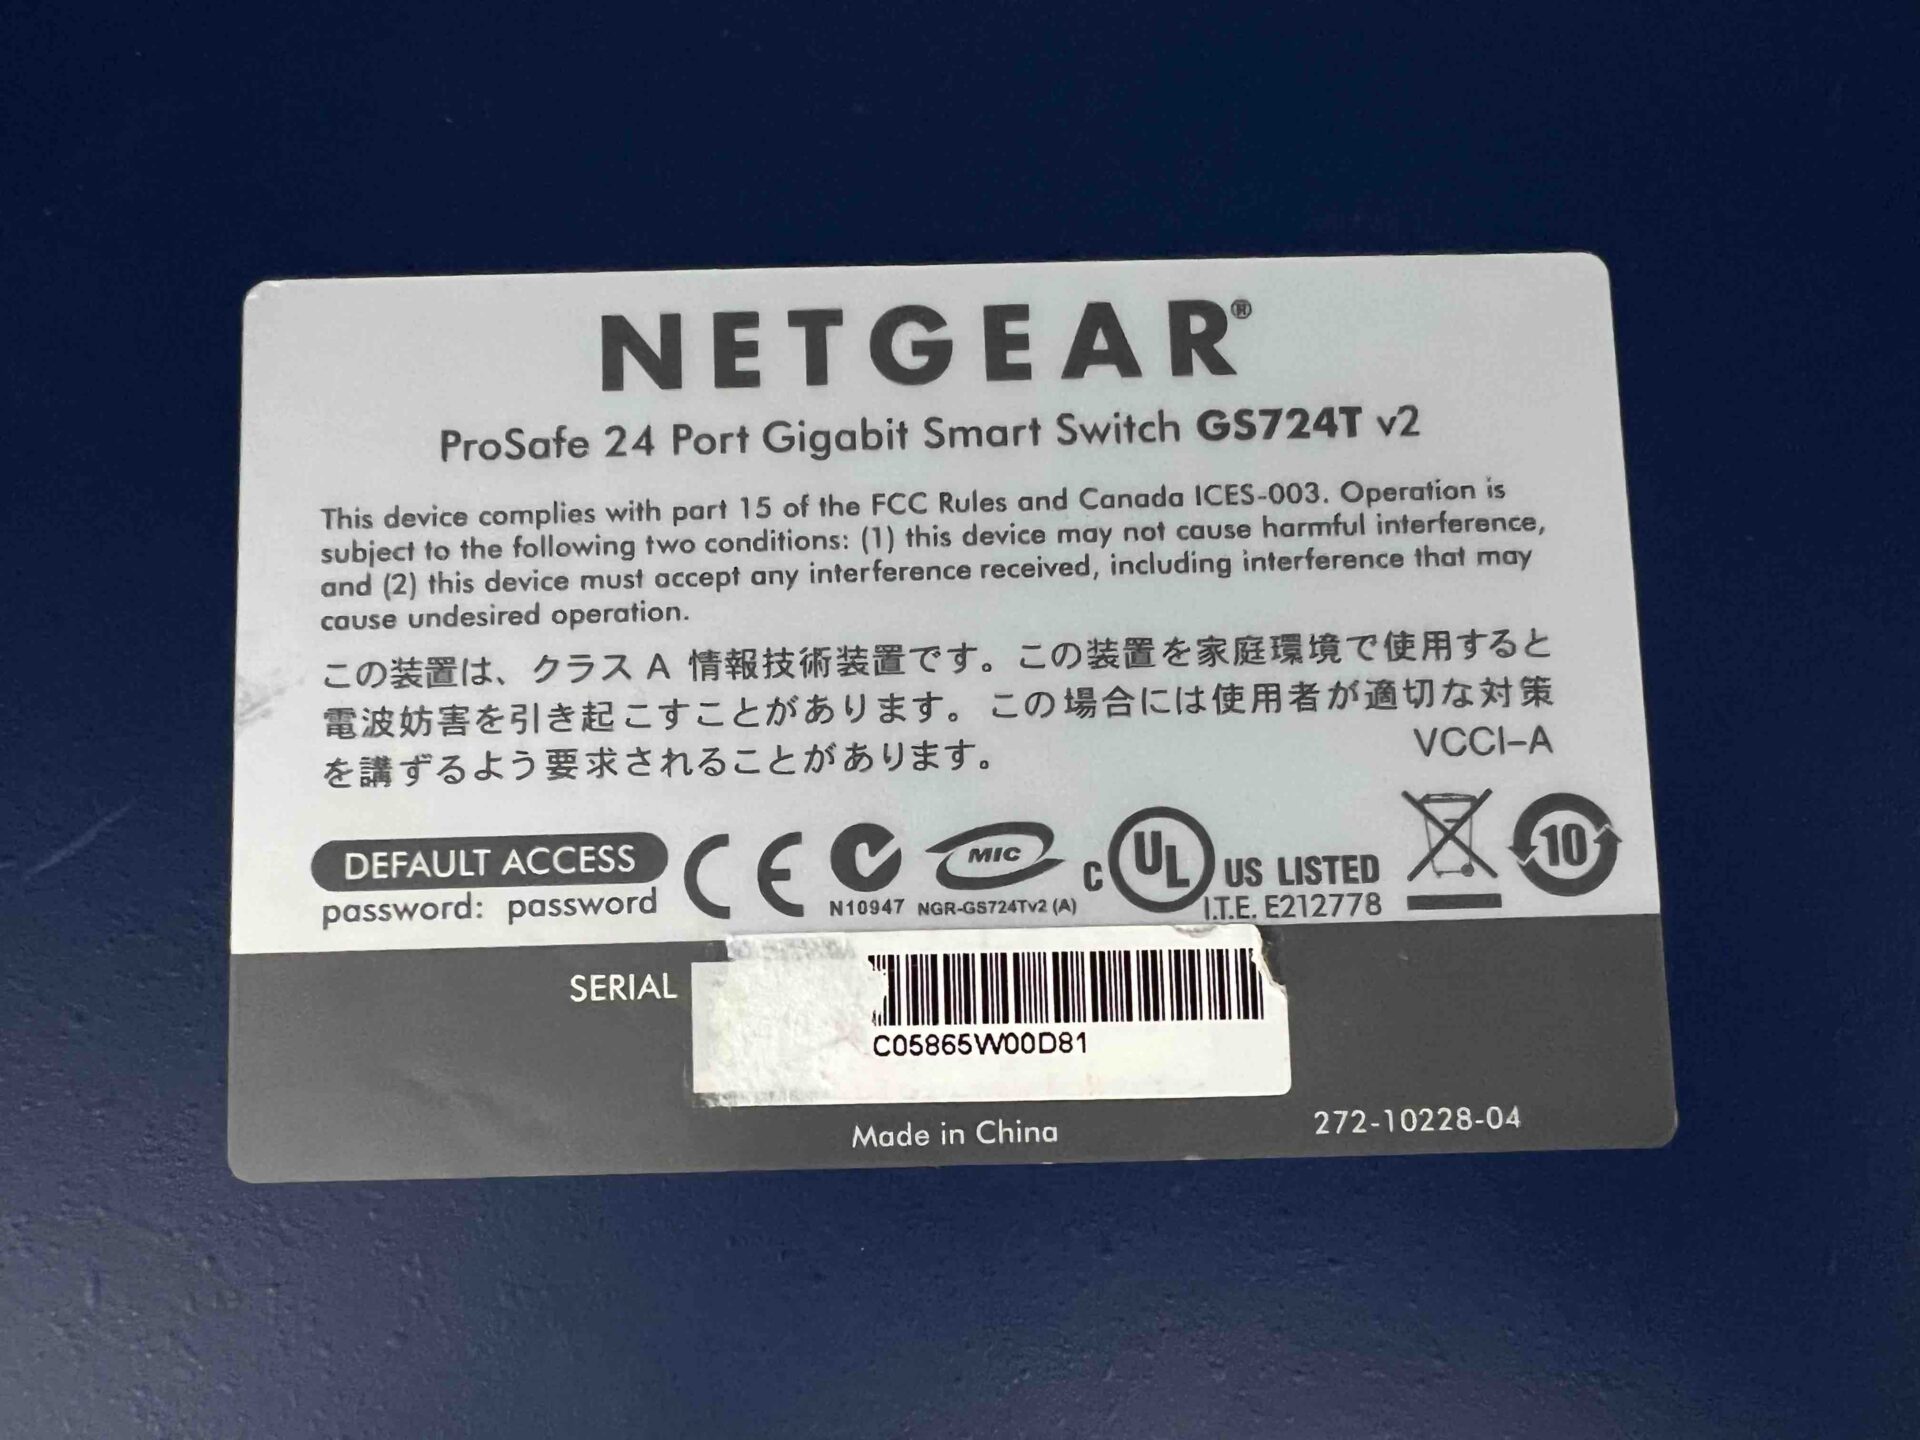 NETGEAR®
ProSafe 24 Port Gigabit Smart Switch GS724T v2
This device complies with part 15 of the FCC Rules and Canada ICES-003. Operation is
subject to the following two conditions: (1) this device may not cause harmful interference,
and (2) this device must accept any interference received, including interference that may
cause undesired operation.
この装置は、クラス A 情報技術装置です。この装置を家庭環境で使用すると
電波妨害を引き起こすことがあります。この場合には使用者が適切な対策
を講ずるよう要求されることがあります。
VCCI-A
DEFAULT ACCESS
password: password
CE
N10947
MIC
NGR-GS724Tv2 (A)
C UL US LISTED
I.T.E. E212778
10
SERIAL
C05865W00D81
Made in China
272-10228-04